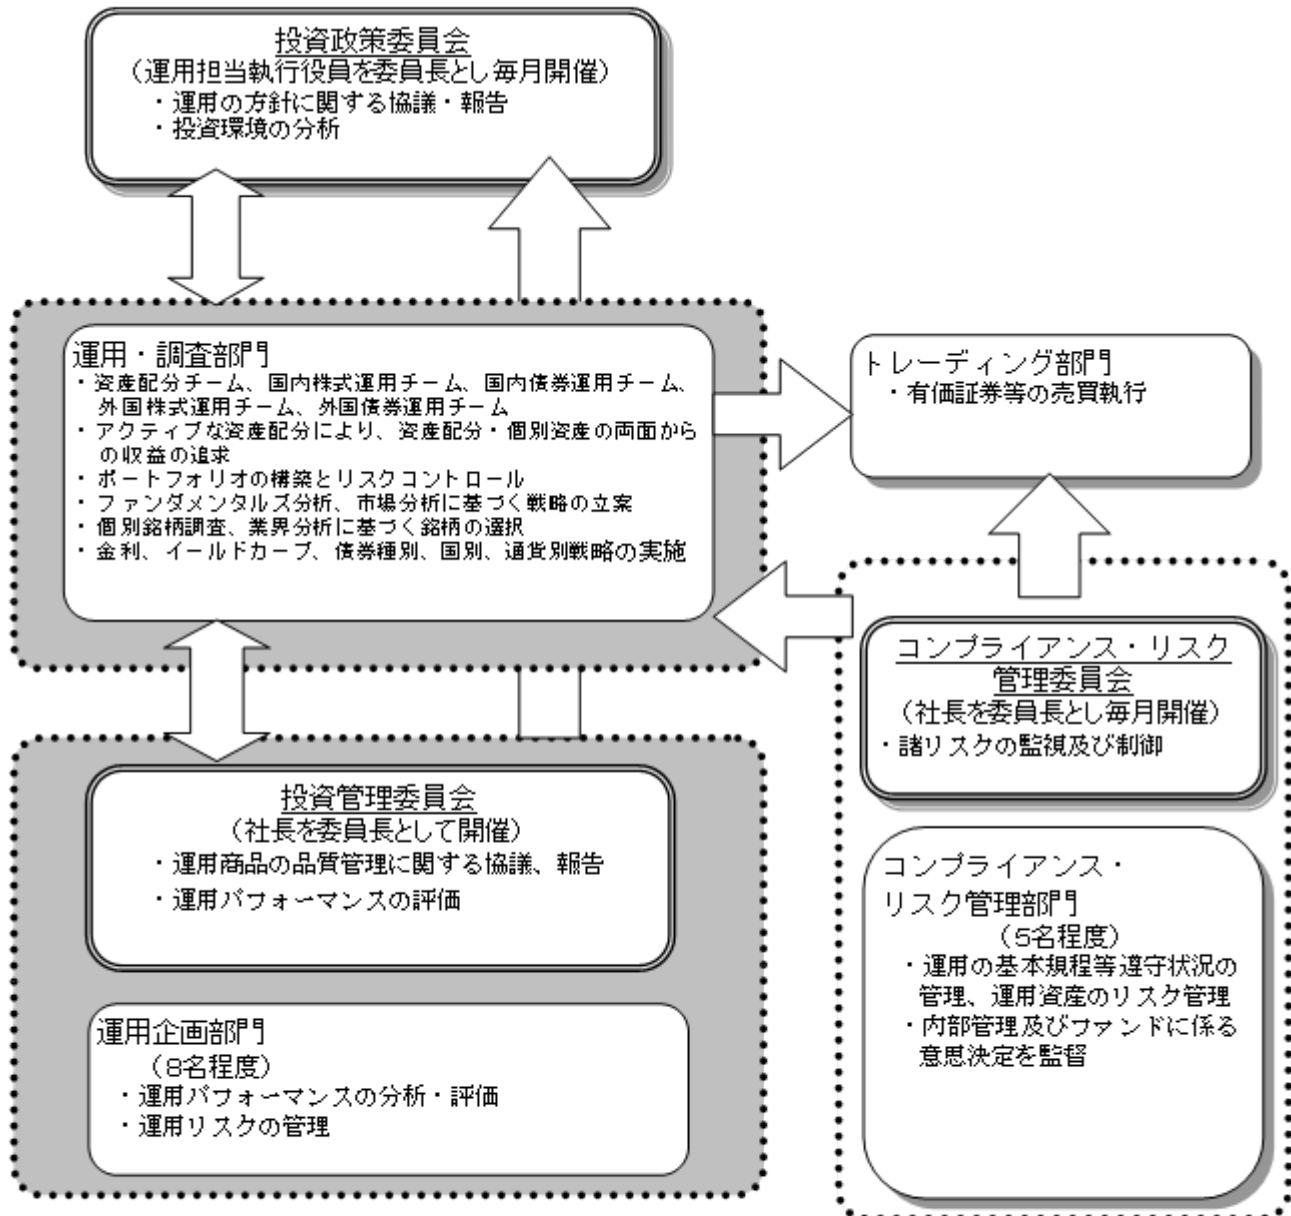 投資政策委員会
（運用担当執行役員を委員長とし毎月開催）
・運用の方針に関する協議・報告
・投資環境の分析
運用・調査部門
・資産配分チーム、国内株式運用チーム、国内債券運用チーム、
外国株式運用チーム、外国債券運用チーム
・アクティブな資産配分により、資産配分・個別資産の両面から
の収益の追求
・ポートフォリオの構築とリスクコントロール
・ファンダメンタルズ分析、市場分析に基づく戦略の立案
・個別銘柄調査、業界分析に基づく銘柄の選択
・金利、イールドカーブ、債券種別、国別、通貨別戦略の実施
トレーディング部門
・有価証券等の売買執行
コンプライアンス・リスク
管理委員会
（社長を委員長とし毎月開催）
・諸リスクの監視及び制御
投資管理委員会
（社長を委員長として開催）
・運用商品の品質管理に関する協議、報告
・運用パフォーマンスの評価
コンプライアンス・
リスク管理部門
（5名程度）
・運用の基本規程等遵守状況の
管理、運用資産のリスク管理
・内部管理及びファンドに係る
意思決定を監督
運用企画部門
（8名程度）
・運用パフォーマンスの分析・評価
・運用リスクの管理